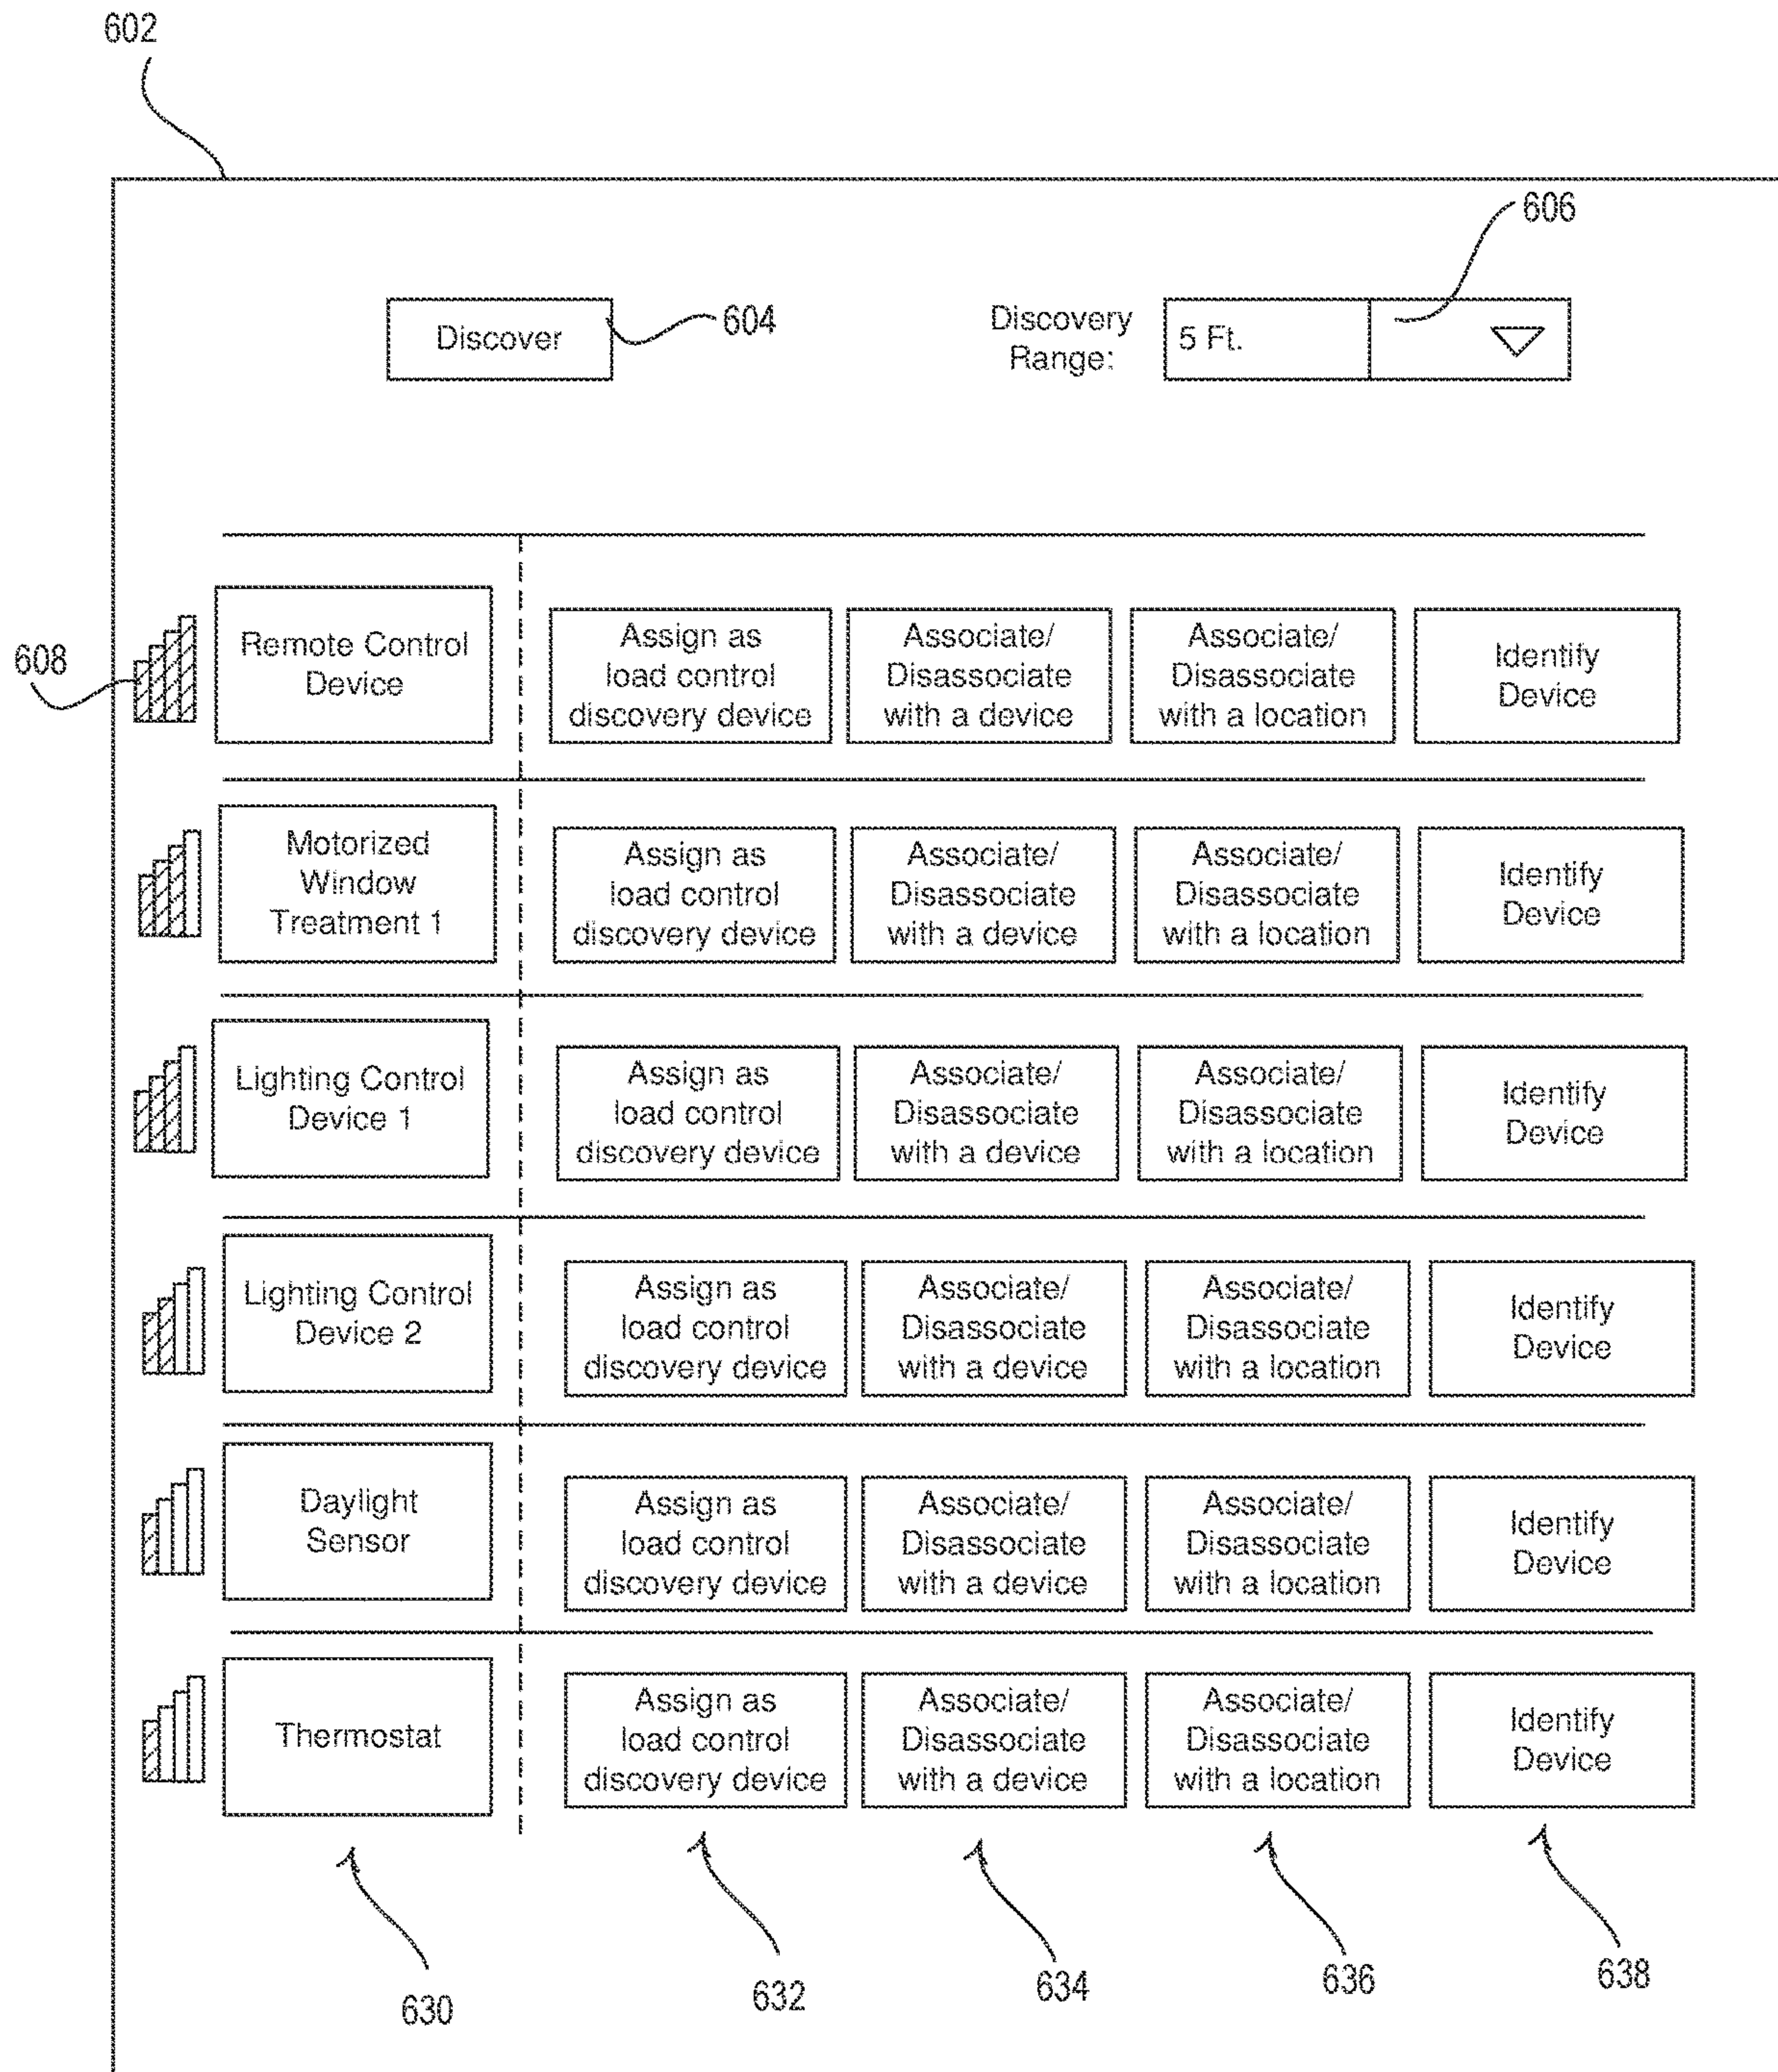 602
606
Discover
604
Discovery
Range:
5 Ft.
608
Remote Control
Device
Assign as
load control
discovery device
Associate/
Disassociate
with a device
Associate/
Disassociate
with a location
Identify
Device
Motorized
Window
Treatment 1
Assign as
load control
discovery device
Associate/
Disassociate
with a device
Associate/
Disassociate
with a location
Identify
Device
Lighting Control
Device 1
Assign as
load control
discovery device
Associate/
Disassociate
with a device
Associate/
Disassociate
with a location
Identify
Device
Lighting Control
Device 2
Assign as
load control
discovery device
Associate/
Disassociate
with a device
Associate/
Disassociate
with a location
Identify
Device
Daylight
Sensor
Assign as
load control
discovery device
Associate/
Disassociate
with a device
Associate/
Disassociate
with a location
Identify
Device
Thermostat
Assign as
load control
discovery device
Associate/
Disassociate
with a device
Associate/
Disassociate
with a location
Identify
Device
630
632
634
636
638